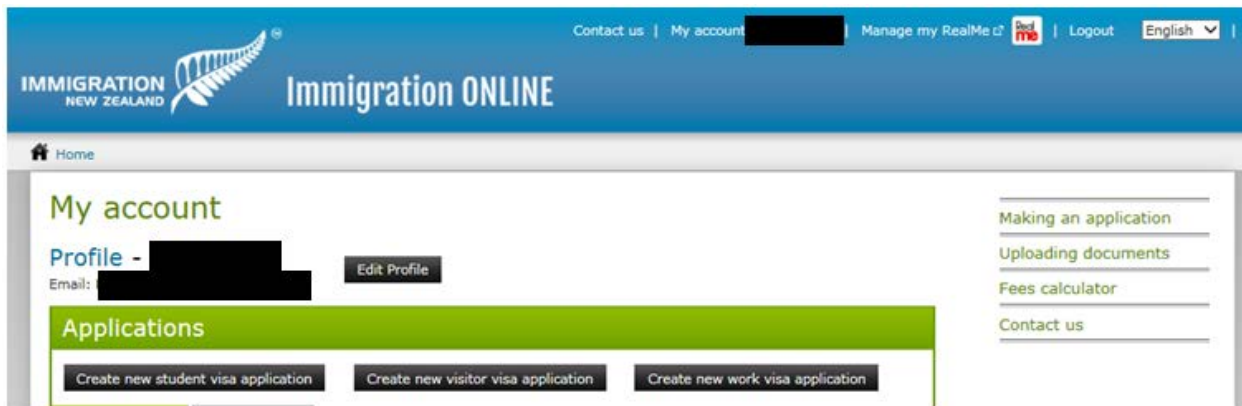 Contact us | My account | Manage my RealMe Real me | Logout English |
IMMIGRATION
NEW ZEALAND
®
Immigration ONLINE
Home
My account
Profile -
Edit Profile
Email:
Applications
Create new student visa application Create new visitor visa application Create new work visa application
Making an application
Uploading documents
Fees calculator
Contact us